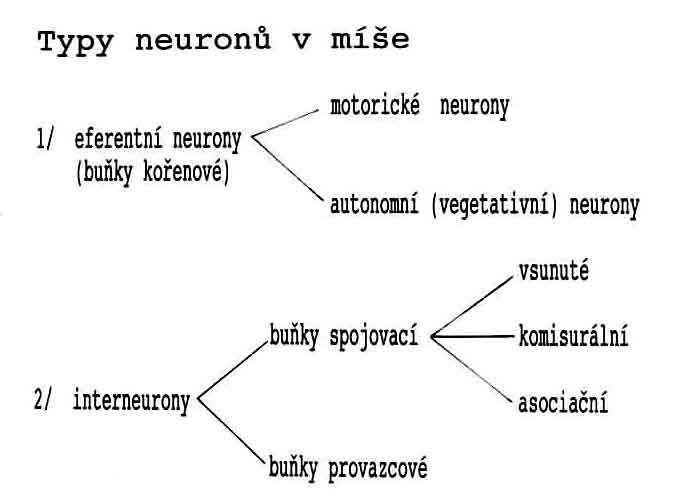 Typy neuronů v míše
motorické neurony
1/ eferentní neurony
(buňky kořenové)
autonomní (vegetativní) neurony
vsunuté
buňky spojovací
komisurální
2/ interneurony
asociační
buňky provazcové